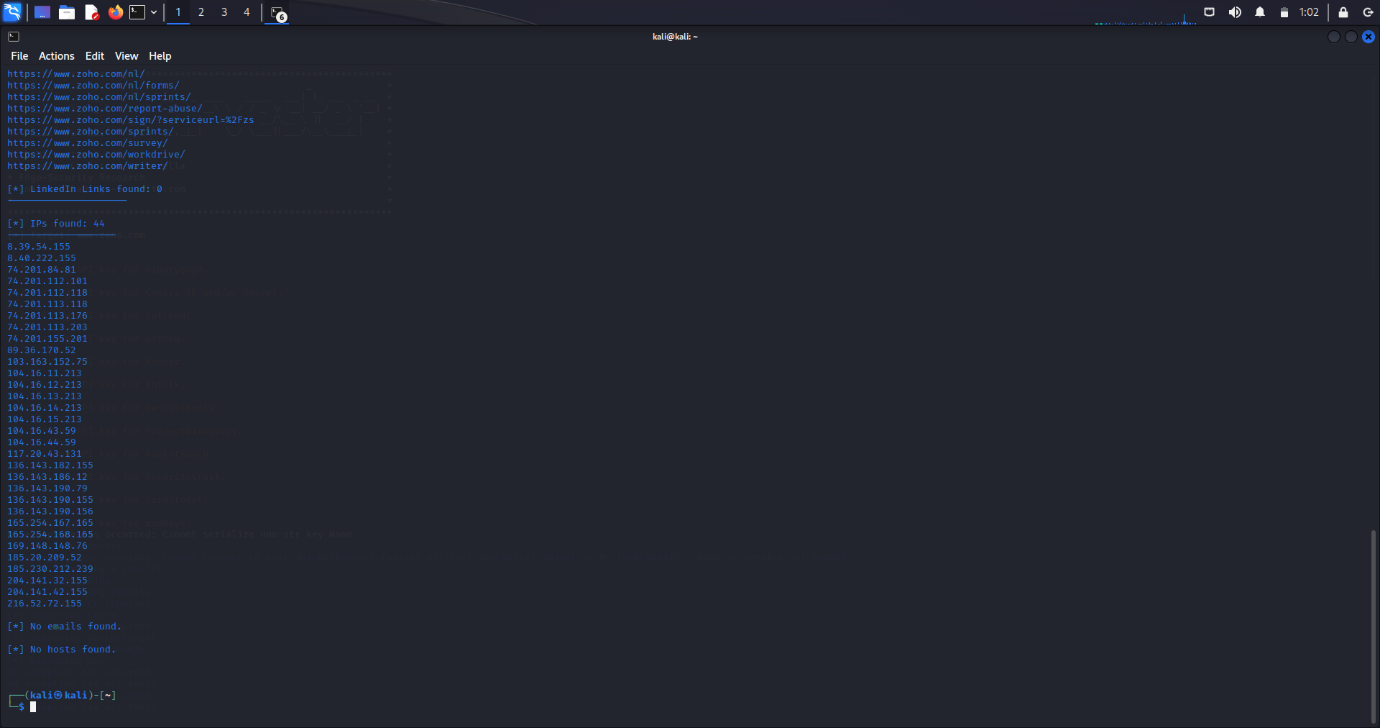 1 2 3 4
6
1:02
kali@kali: ~
File Actions Edit View Help
https://www.zoho.com/nl/
https://www.zoho.com/nl/forms/
https://www.zoho.com/nl/sprints/
https://www.zoho.com/report-abuse/
https://www.zoho.com/sign/?serviceurl=%2Fzs
https://www.zoho.com/sprints/
https://www.zoho.com/survey/
https://www.zoho.com/workdrive/
https://www.zoho.com/writer/
[*] LinkedIn Links found: 0
[*] IPs found: 44
8.39.54.155
8.40.222.155
74.201.84.81
74.201.112.101
74.201.112.118
74.201.113.118
74.201.113.176
74.201.113.203
74.201.155.201
89.36.170.52
103.163.152.75
104.16.11.213
104.16.12.213
104.16.13.213
104.16.14.213
104.16.15.213
104.16.43.59
104.16.44.59
117.20.43.131
136.143.182.155
136.143.186.12
136.143.190.79
136.143.190.155
136.143.190.156
165.254.167.165
165.254.168.165
169.148.148.76
185.20.209.52
185.230.212.239
204.141.32.155
204.141.42.155
216.52.72.155
[*] No emails found.
[*] No hosts found.
┌──(kali㉿kali)-[~]
└─$